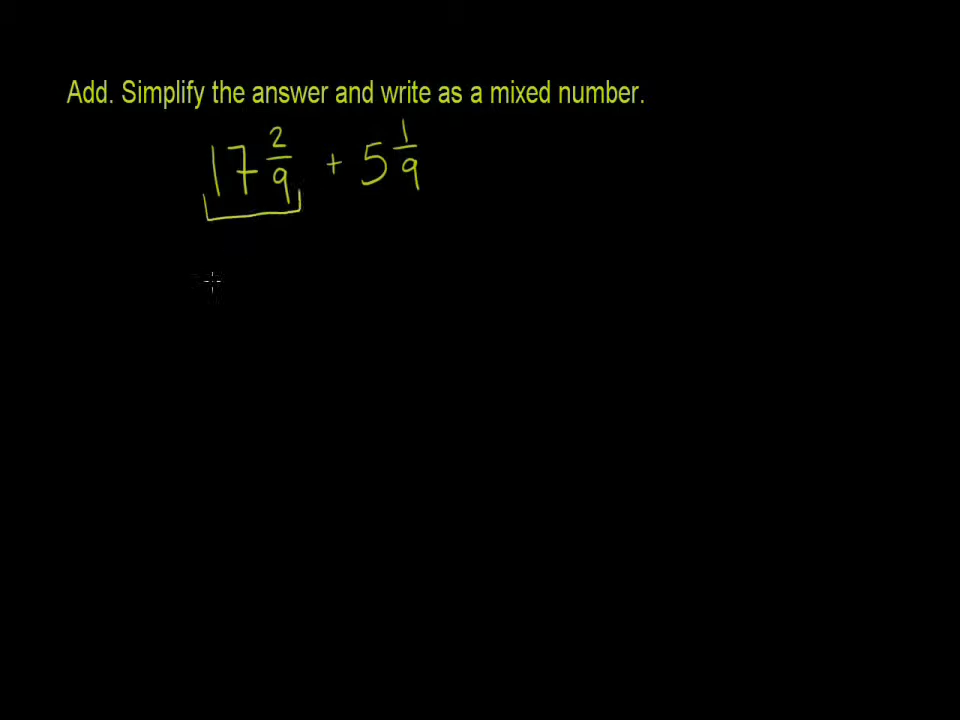 Add. Simplify the answer and write as a mixed number.
17 2/9 + 5 1/9